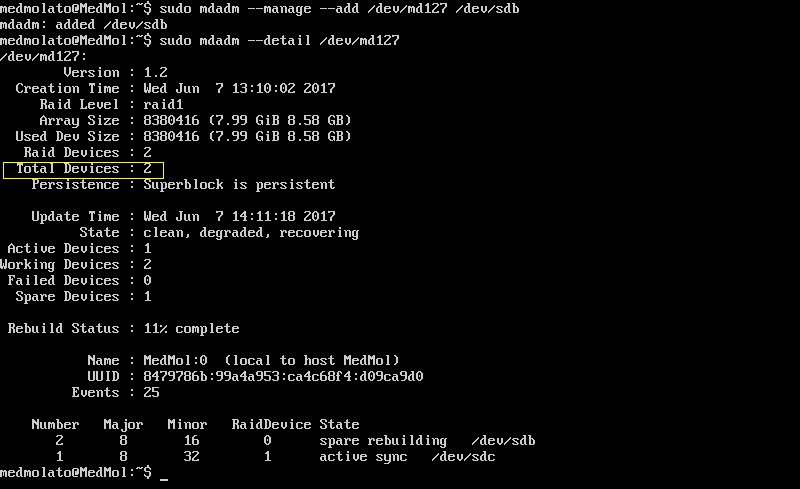 medmolato@MedMol:~$ sudo mdadm --manage --add /dev/md127 /dev/sdb
mdadm: added /dev/sdb
medmolato@MedMol:~$ sudo mdadm --detail /dev/md127
/dev/md127:
Version : 1.2
Creation Time : Wed Jun  7 13:10:02 2017
Raid Level : raid1
Array Size : 8380416 (7.99 GiB 8.58 GB)
Used Dev Size : 8380416 (7.99 GiB 8.58 GB)
Raid Devices : 2
Total Devices : 2
Persistence : Superblock is persistent
Update Time : Wed Jun  7 14:11:18 2017
State : clean, degraded, recovering
Active Devices : 1
Working Devices : 2
Failed Devices : 0
Spare Devices : 1
Rebuild Status : 11% complete
Name : MedMol:0  (local to host MedMol)
UUID : 8479786b:99a4a953:ca4c68f4:d09ca9d0
Events : 25
Number   Major   Minor   RaidDevice State
2       8       16        0      spare rebuilding   /dev/sdb
1       8       32        1      active sync   /dev/sdc
medmolato@MedMol:~$ _